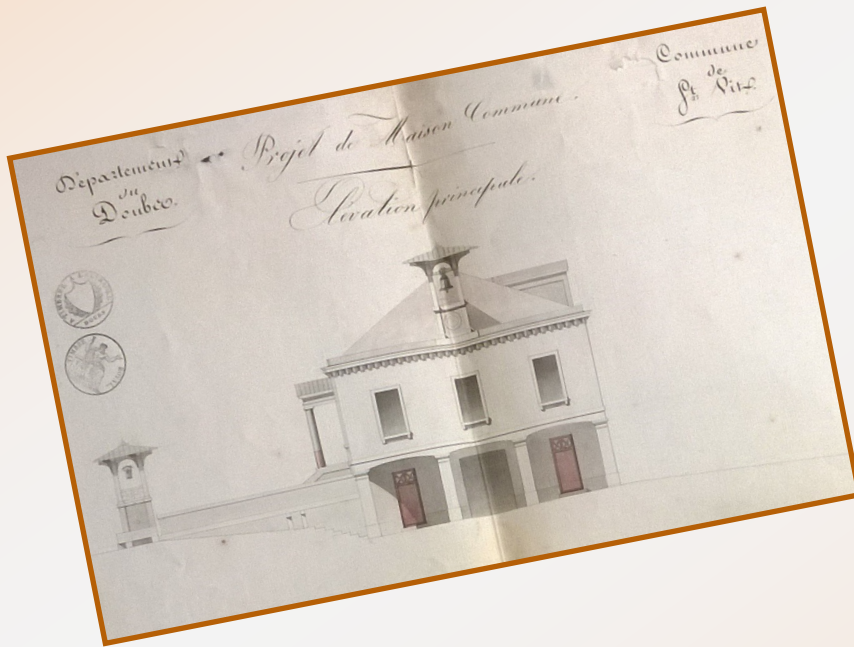 Département
du
Doubs.
Projet de Maison Commune.
Élévation principale.
Commune
de
St. Vit.